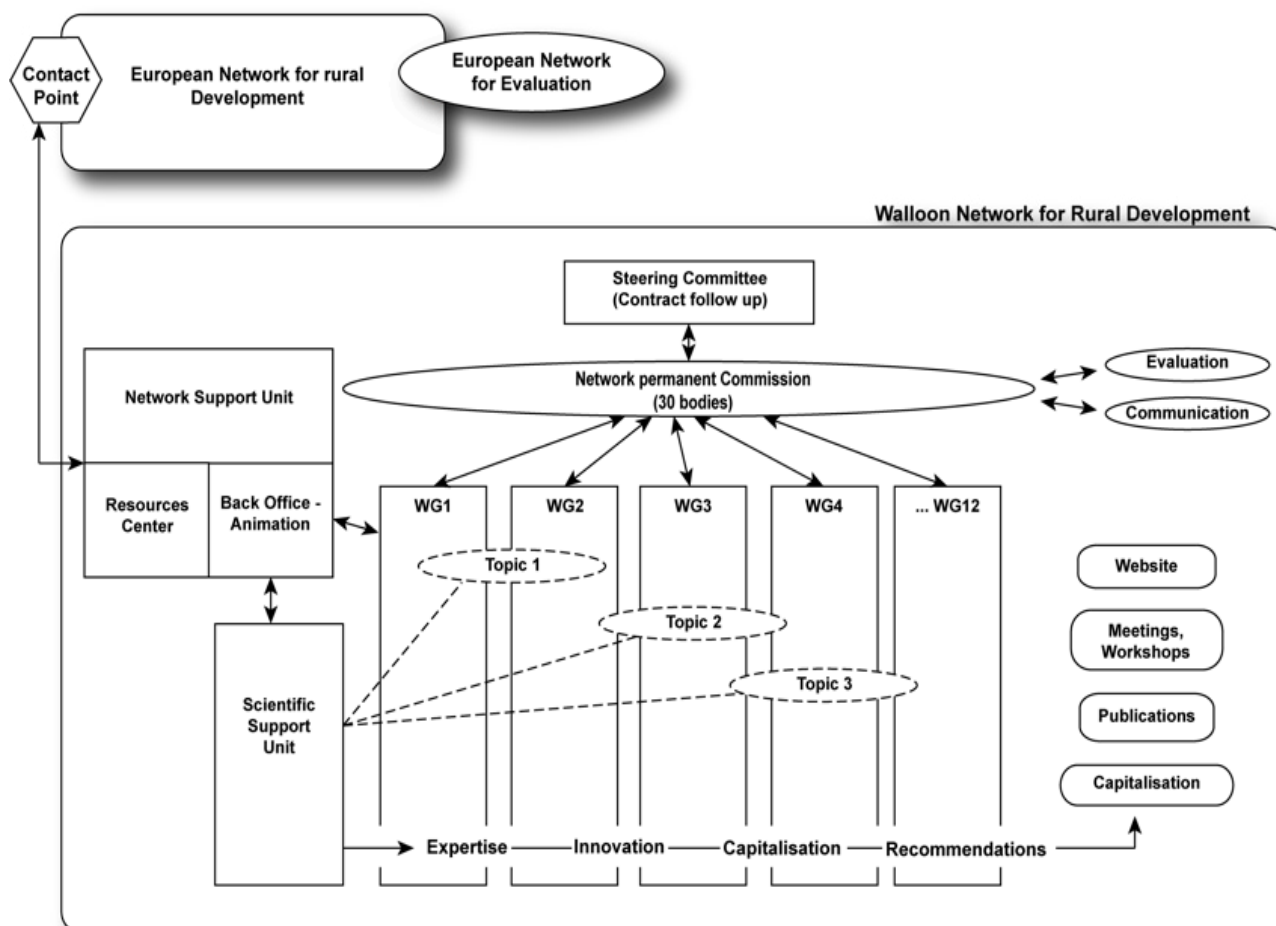 Contact
Point
European Network for rural
Development
European Network
for Evaluation
Walloon Network for Rural Development
Steering Committee
(Contract follow up)
Network permanent Commission
(30 bodies)
Evaluation
Communication
Network Support Unit
Resources
Center
Back Office -
Animation
WG1
WG2
WG3
WG4
... WG12
Topic 1
Topic 2
Topic 3
Scientific
Support
Unit
Website
Meetings,
Workshops
Publications
Capitalisation
Expertise
Innovation
Capitalisation
Recommendations